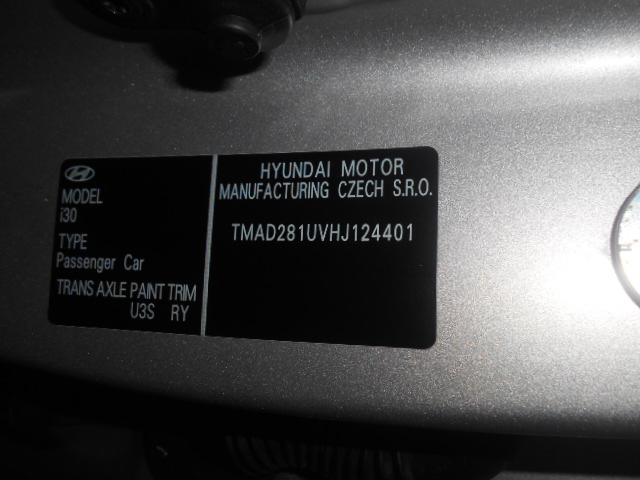 MODEL
i30
TYPE
Passenger Car
TRANS AXLE PAINT TRIM
U3S RY
HYUNDAI MOTOR
MANUFACTURING CZECH S.R.O.
TMAD281UVHJ124401